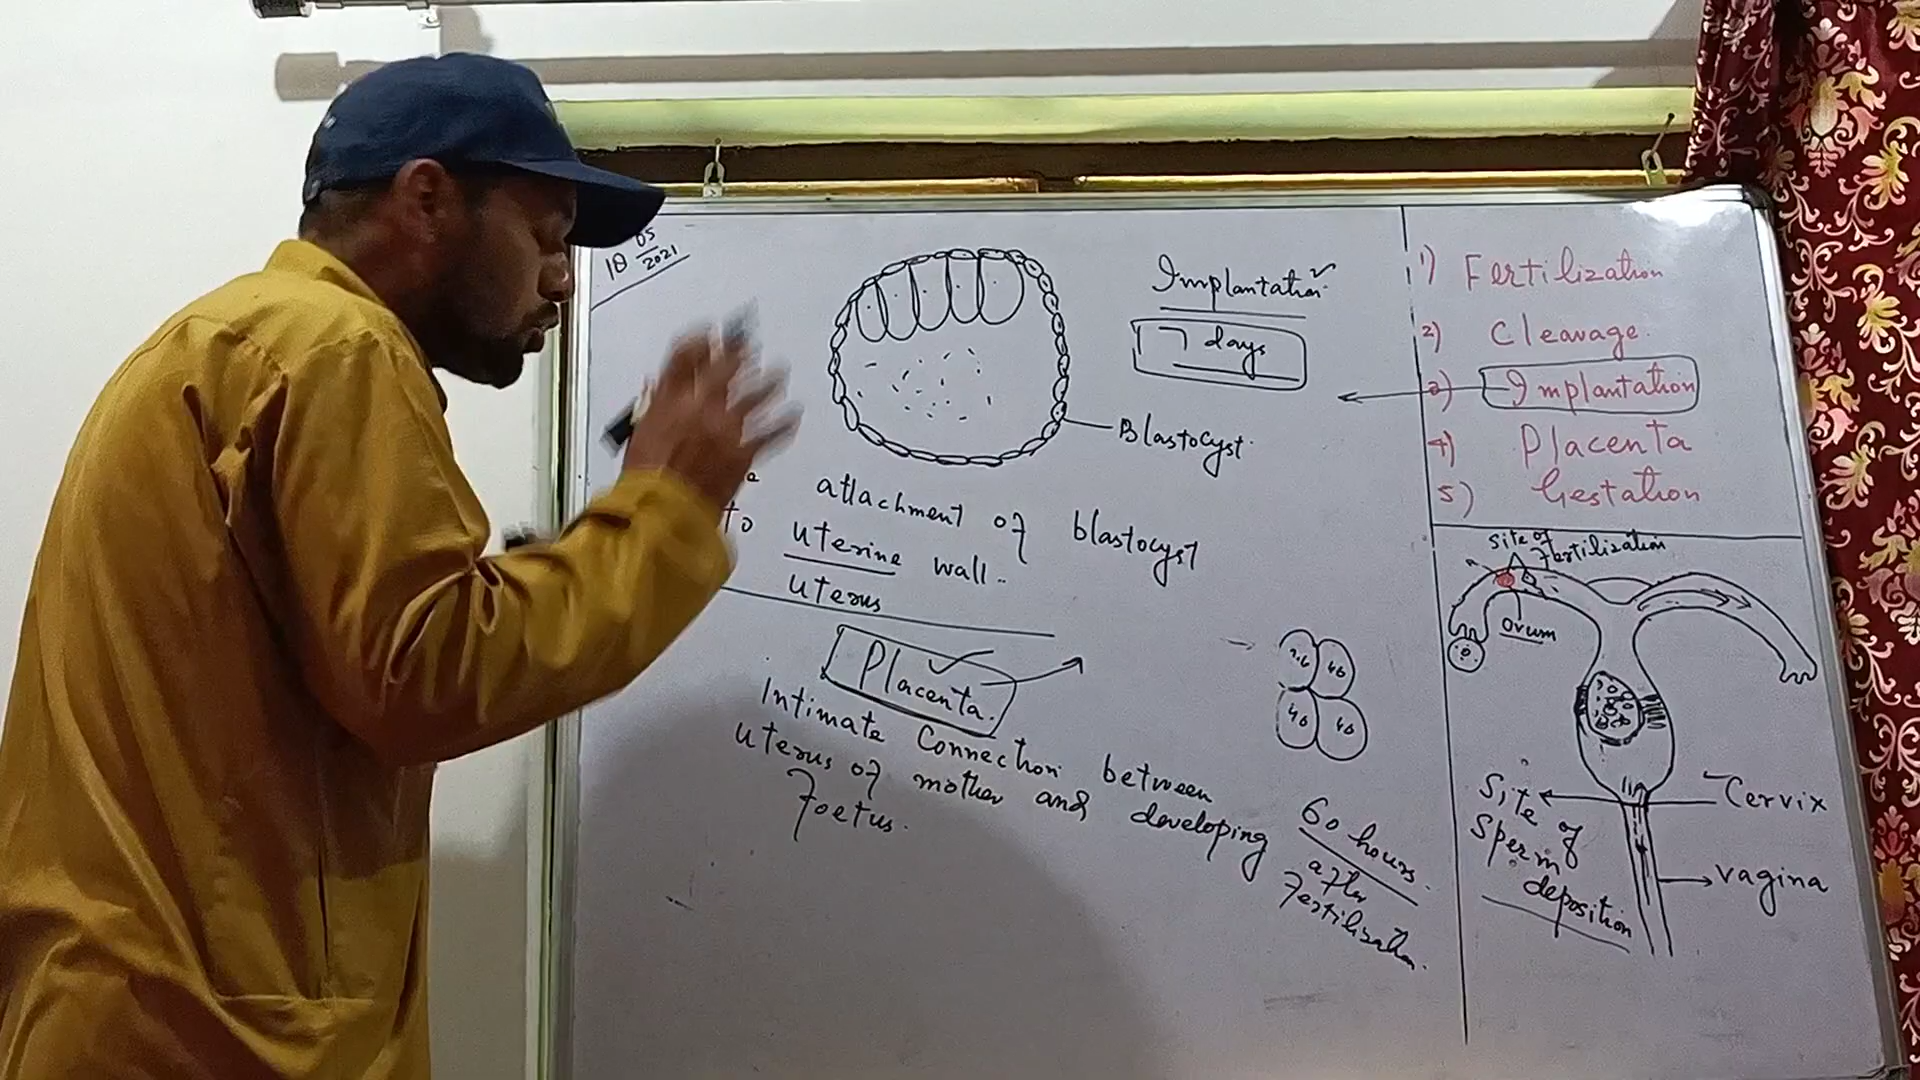 18 05
2021
Implantation
7 days
Blastocyst
attachment of blastocyst
to uterine wall
uterus
Placenta
Intimate Connection between
uterus of mother and developing
foetus.
46
46 46
60 hours
after
Fertilization
1) Fertilization
2) Cleavage
3) Implantation
4) Placenta
5) Gestation
Site of
Fertilization
Ovum
Cervix
Site of
Sperm
deposition
vagina